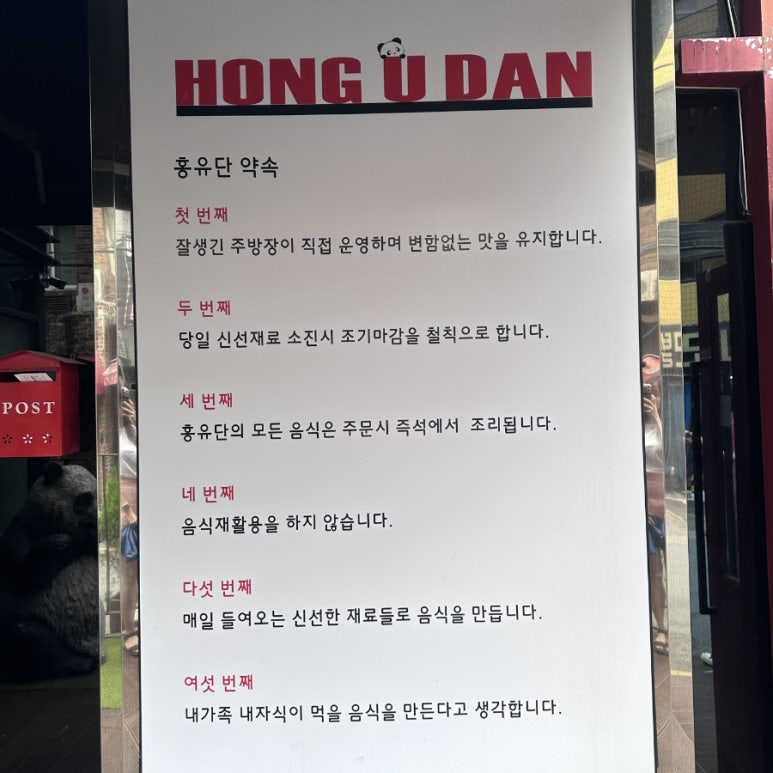 HONG U DAN
홍유단 약속
첫 번째
잘생긴 주방장이 직접 운영하며 변함없는 맛을 유지합니다.
두 번째
당일 신선재료 소진시 조기마감을 철칙으로 합니다.
세 번째
홍유단의 모든 음식은 주문시 즉석에서 조리됩니다.
네 번째
음식재활용을 하지 않습니다.
다섯 번째
매일 들여오는 신선한 재료들로 음식을 만듭니다.
여섯 번째
내가족 내자식이 먹을 음식을 만든다고 생각합니다.
POST